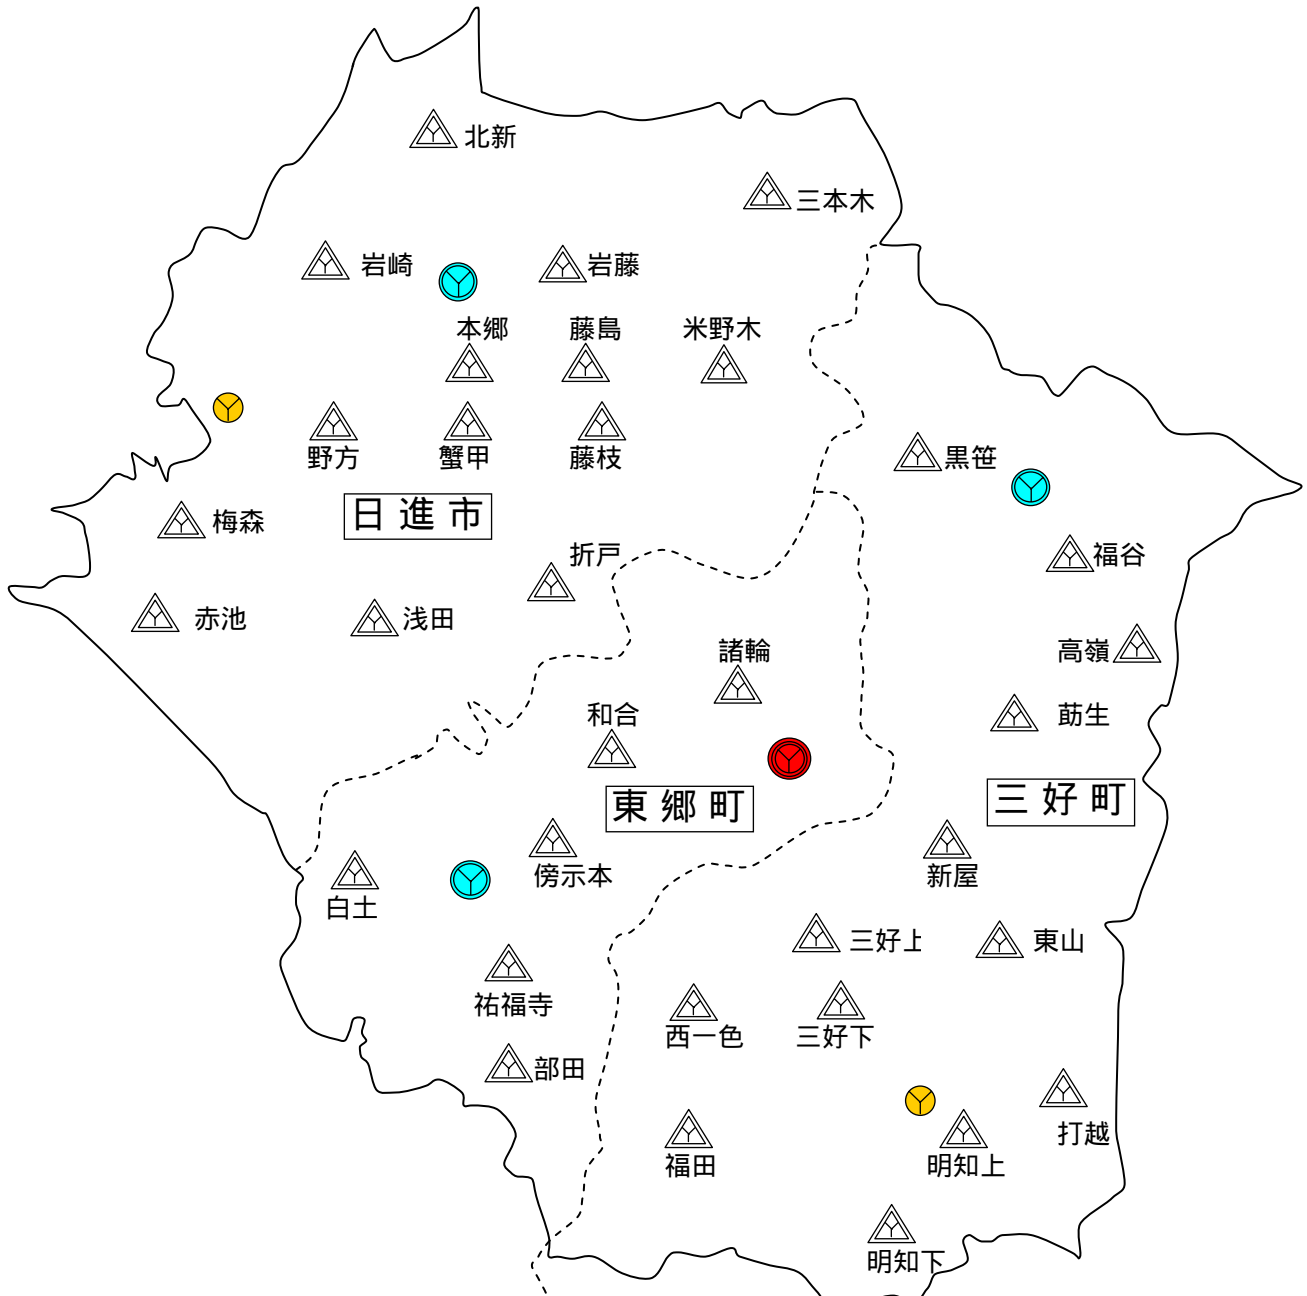 北新
三本木
岩崎
岩藤
本郷
藤島
米野木
野方
蟹甲
藤枝
黒笹
日進市
梅森
折戸
福谷
赤池
浅田
諸輪
高嶺
和合
莇生
東郷町
三好町
傍示本
新屋
白土
三好上
東山
祐福寺
西一色
三好下
部田
打越
福田
明知上
明知下